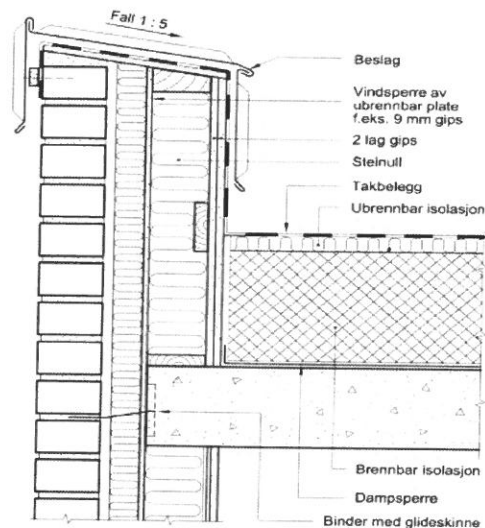 Fall 1 : 5
Beslag
Vindsperre av
ubrennbar plate
f.eks. 9 mm gips
2 lag gips
Steinull
Takbelegg
Ubrennbar isolasjon
Brennbar isolasjon
Dampsperre
Binder med glideskinne